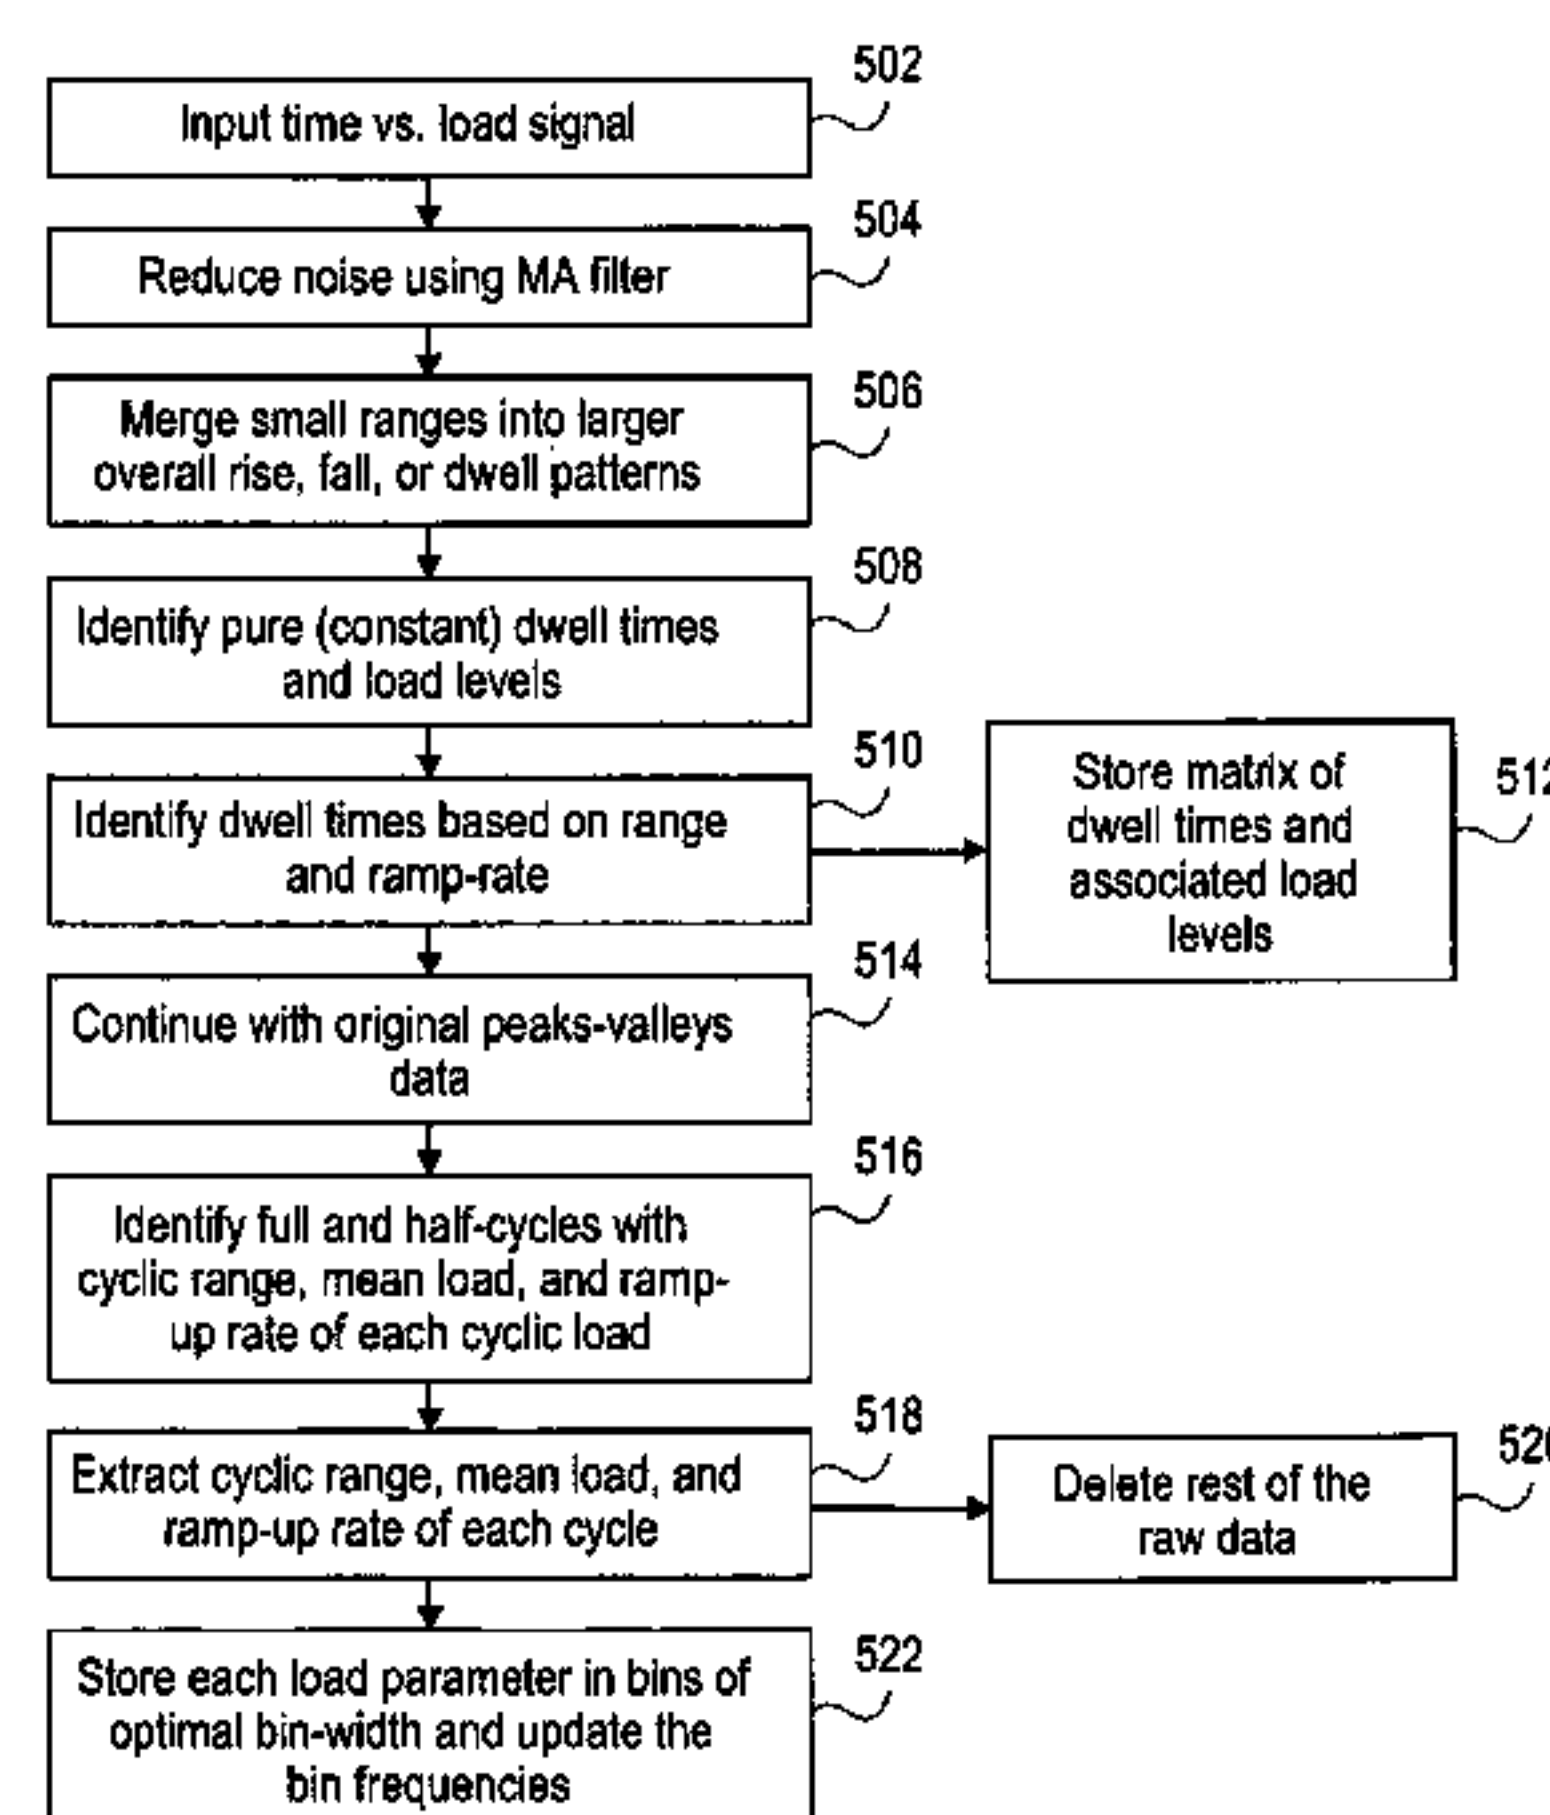 502
Input time vs. load signal
504
Reduce noise using MA filter
506
Merge small ranges into larger
overall rise, fall, or dwell patterns
508
Identify pure (constant) dwell times
and load levels
510
Identify dwell times based on range
and ramp-rate
Store matrix of
dwell times and
associated load
levels
512
514
Continue with original peaks-valleys
data
516
Identify full and half-cycles with
cyclic range, mean load, and ramp-
up rate of each cyclic load
518
Extract cyclic range, mean load, and
ramp-up rate of each cycle
Delete rest of the
raw data
520
522
Store each load parameter in bins of
optimal bin-width and update the
bin frequencies